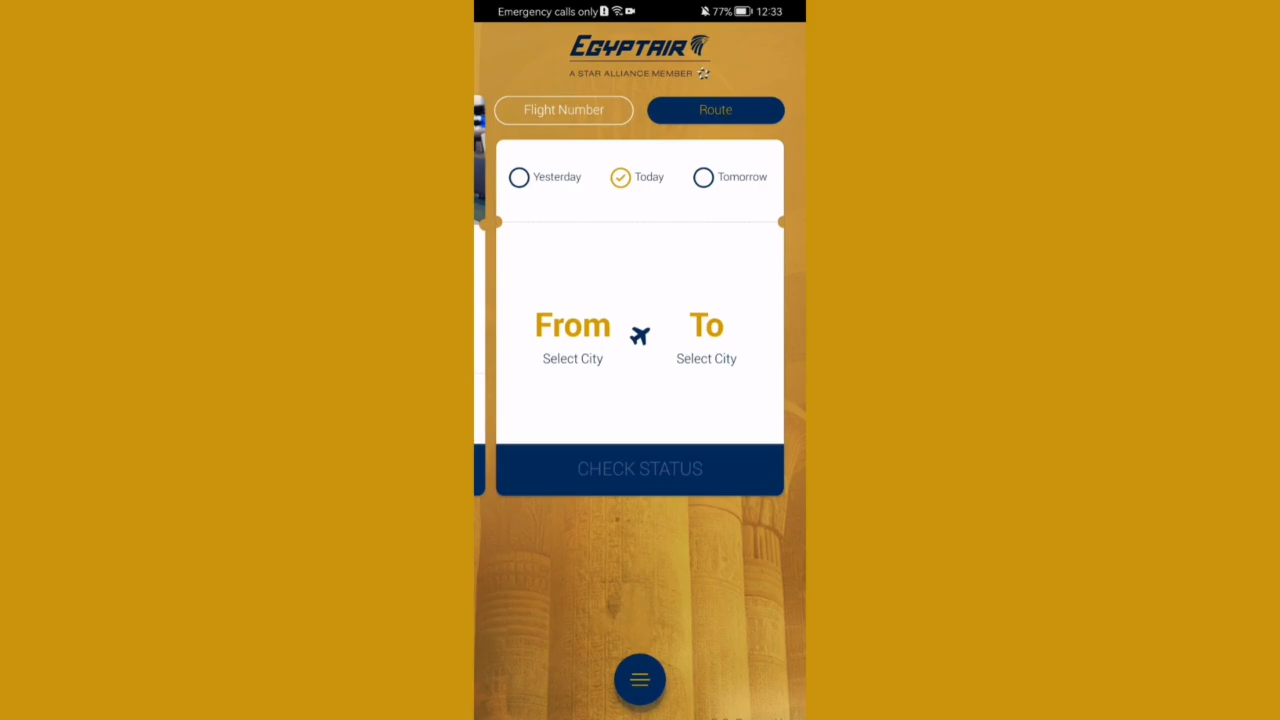 Emergency calls only 77% 12:33
EGYPTAIR
A STAR ALLIANCE MEMBER
Flight Number Route
Yesterday Today Tomorrow
From To
Select City Select City
CHECK STATUS